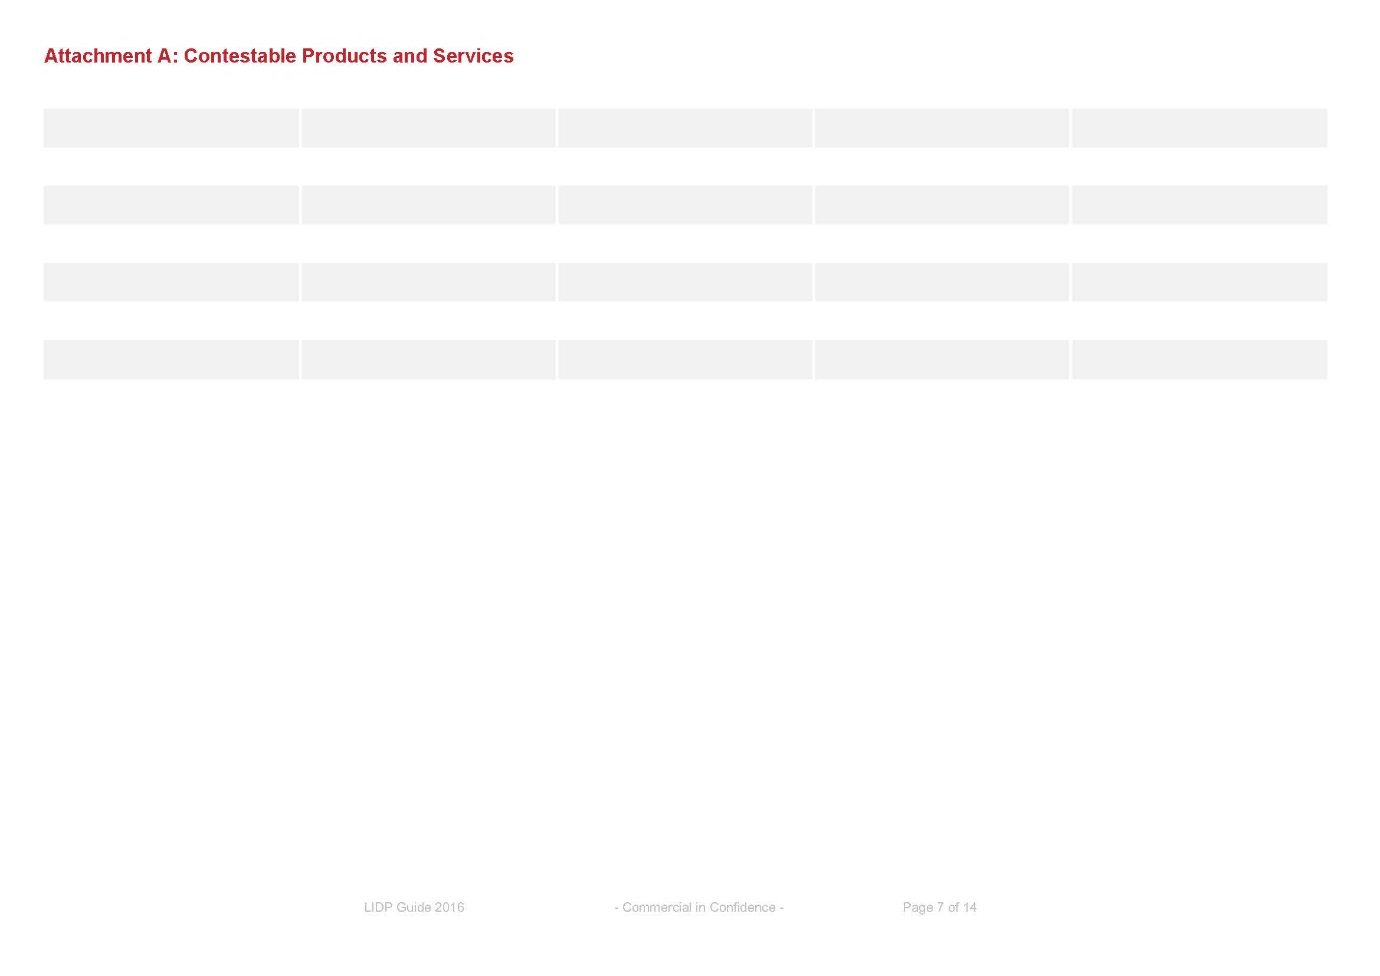 Attachment A: Contestable Products and Services
LIDP Guide 2016 - Commercial in Confidence - Page 7 of 14